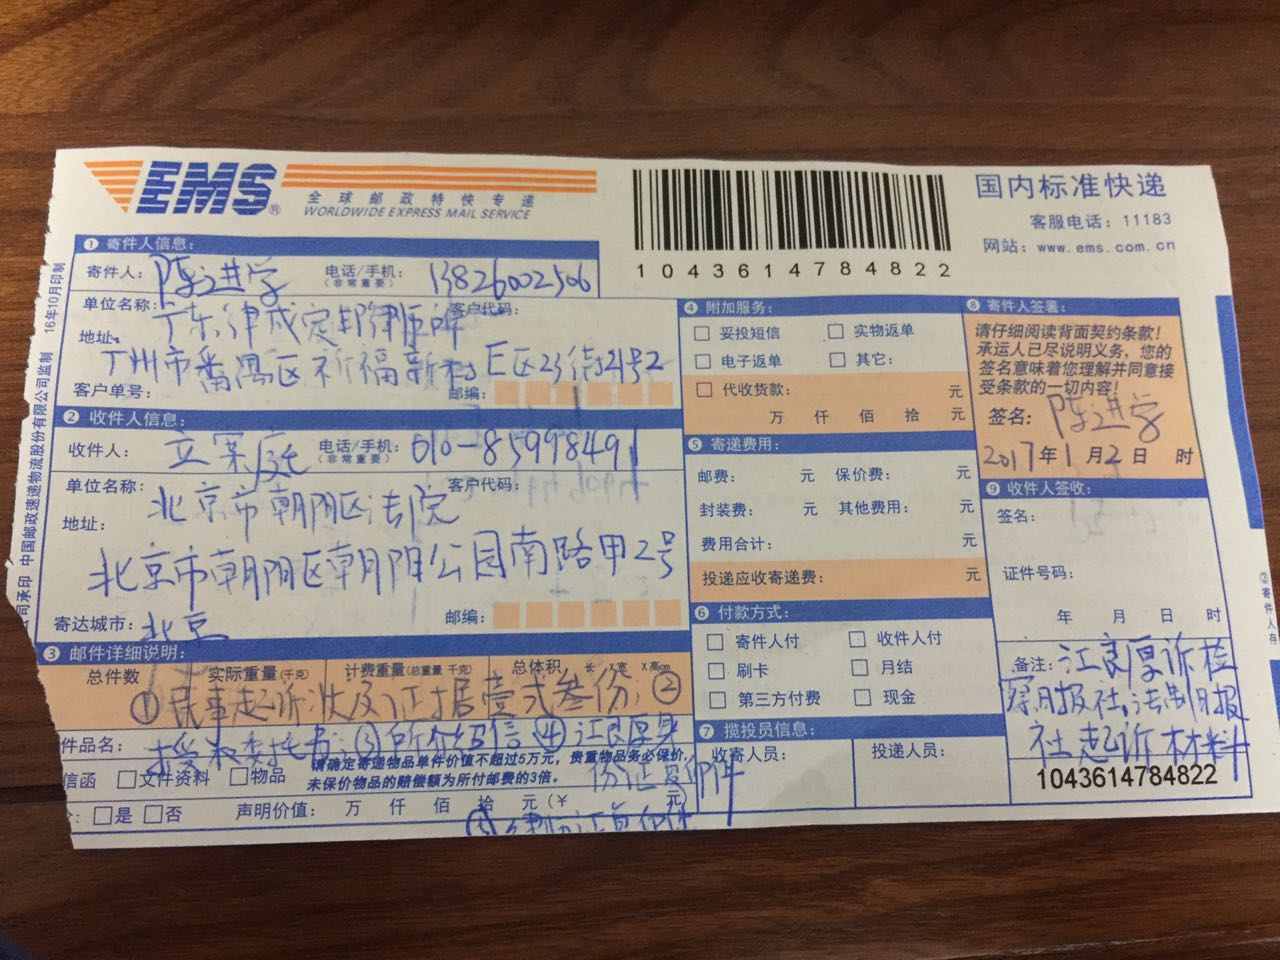 EMS®
全球邮政特快专递
WORLDWIDE EXPRESS MAIL SERVICE
1043614784822
国内标准快递
客服电话：11183
网站：www.ems.com.cn
16年10月印制
中国邮政速递物流股份有限公司监制
司承印
❶ 寄件人信息：
寄件人：陈进学 电话/手机：13826002506
（非常重要）
单位名称：广东律成定邦律师所 客户代码：
地址：广州市番禺区祈福新村E区23街21号2
客户单号： 邮编：
❷ 收件人信息：
收件人：立案庭 电话/手机：010-85998491
（非常重要）
单位名称：北京市朝阳区法院 客户代码：
地址：北京市朝阳区朝阳公园南路甲2号
寄达城市：北京 邮编：
❸ 邮件详细说明：
总件数 实际重量（千克） 计费重量（总重量 千克） 总体积 长 X宽 X高cm
①民事起诉状及证据壹式叁份；②
件品名：授权委托书；③所介绍信④江良厚身
份证复印件
信函 □文件资料 □物品
请确定寄递物品单件价值不超过5万元，贵重物品务必保价，
未保价物品的赔偿额为所付邮费的3倍。
□是 □否 声明价值： 万 仟 佰 拾 元（￥ 元）
⑤律师证复印件
❹ 附加服务：
□ 妥投短信 □ 实物返单
□ 电子返单 □ 其它：
□ 代收货款： 元
万 仟 佰 拾 元
❺ 寄递费用：
邮费： 元 保价费： 元
封装费： 元 其他费用： 元
费用合计： 元
投递应收寄递费： 元
❻ 付款方式：
□ 寄件人付 □ 收件人付
□ 刷卡 □ 月结
□ 第三方付费 □ 现金
❼ 揽投员信息：
收寄人员： 投递人员：
❽ 寄件人签署：
请仔细阅读背面契约条款！
承运人已尽说明义务，您的
签名意味着您理解并同意接
受条款的一切内容！
签名：陈进学
2017年1月2日 时
❾ 收件人签收：
签名：
证件号码：
年 月 日 时
备注：江良厚诉检
察日报社、法制日报
社起诉材料
1043614784822